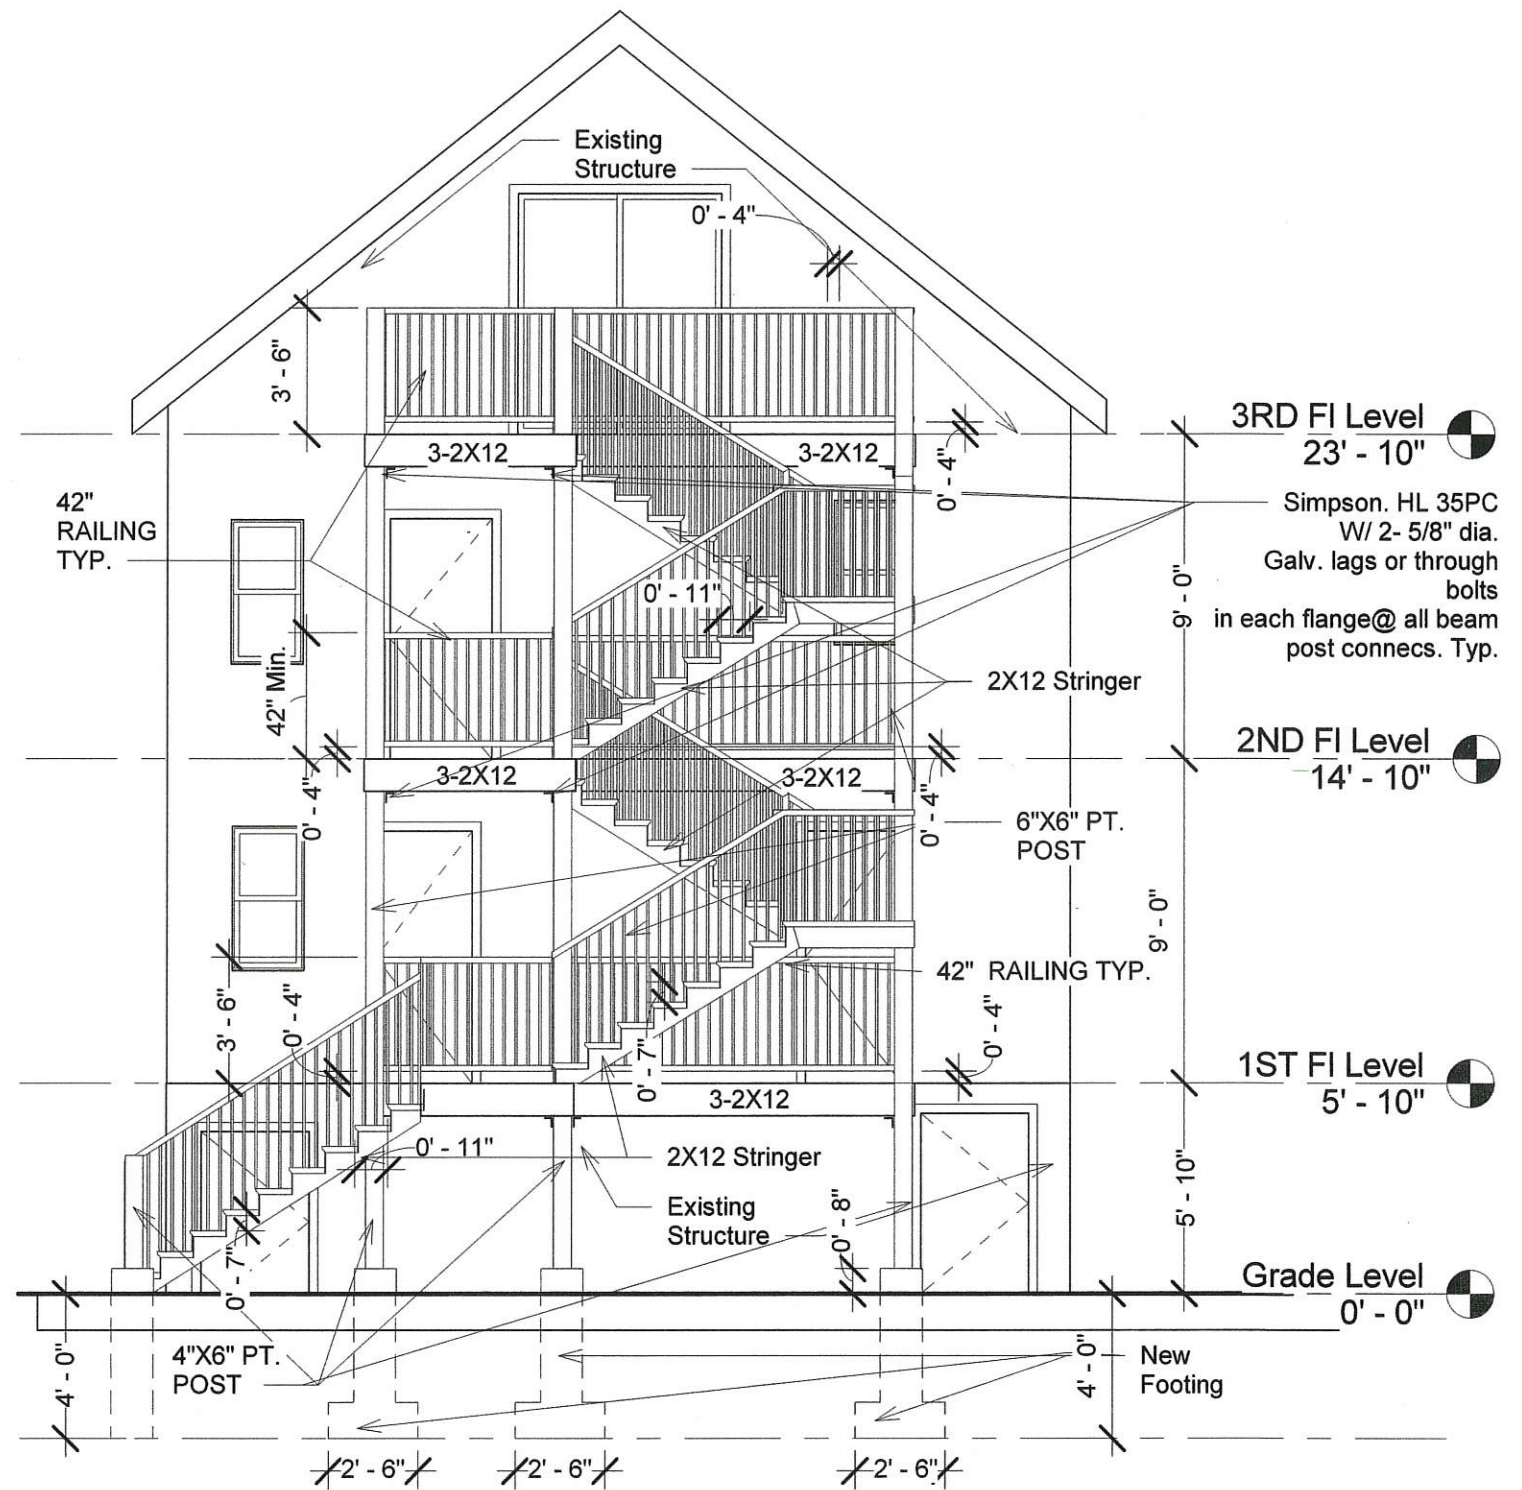 Existing
Structure
0' - 4"
3' - 6"
3RD Fl Level
23' - 10"
3-2X12
3-2X12
0' - 4"
42"
RAILING
TYP.
Simpson. HL 35PC
W/ 2- 5/8" dia.
Galv. lags or through
bolts
in each flange@ all beam
post connecs. Typ.
0' - 11"
9' - 0"
42" Min.
2X12 Stringer
2ND Fl Level
14' - 10"
3-2X12
3-2X12
0' - 4"
0' - 4"
6"X6" PT.
POST
9' - 0"
42" RAILING TYP.
3' - 6"
0' - 4"
0' - 4"
0' - 7"
1ST Fl Level
5' - 10"
3-2X12
0' - 11"
2X12 Stringer
Existing
Structure
0' - 8"
5' - 10"
0' - 7"
Grade Level
0' - 0"
4' - 0"
4"X6" PT.
POST
4' - 0"
New
Footing
2' - 6"
2' - 6"
2' - 6"